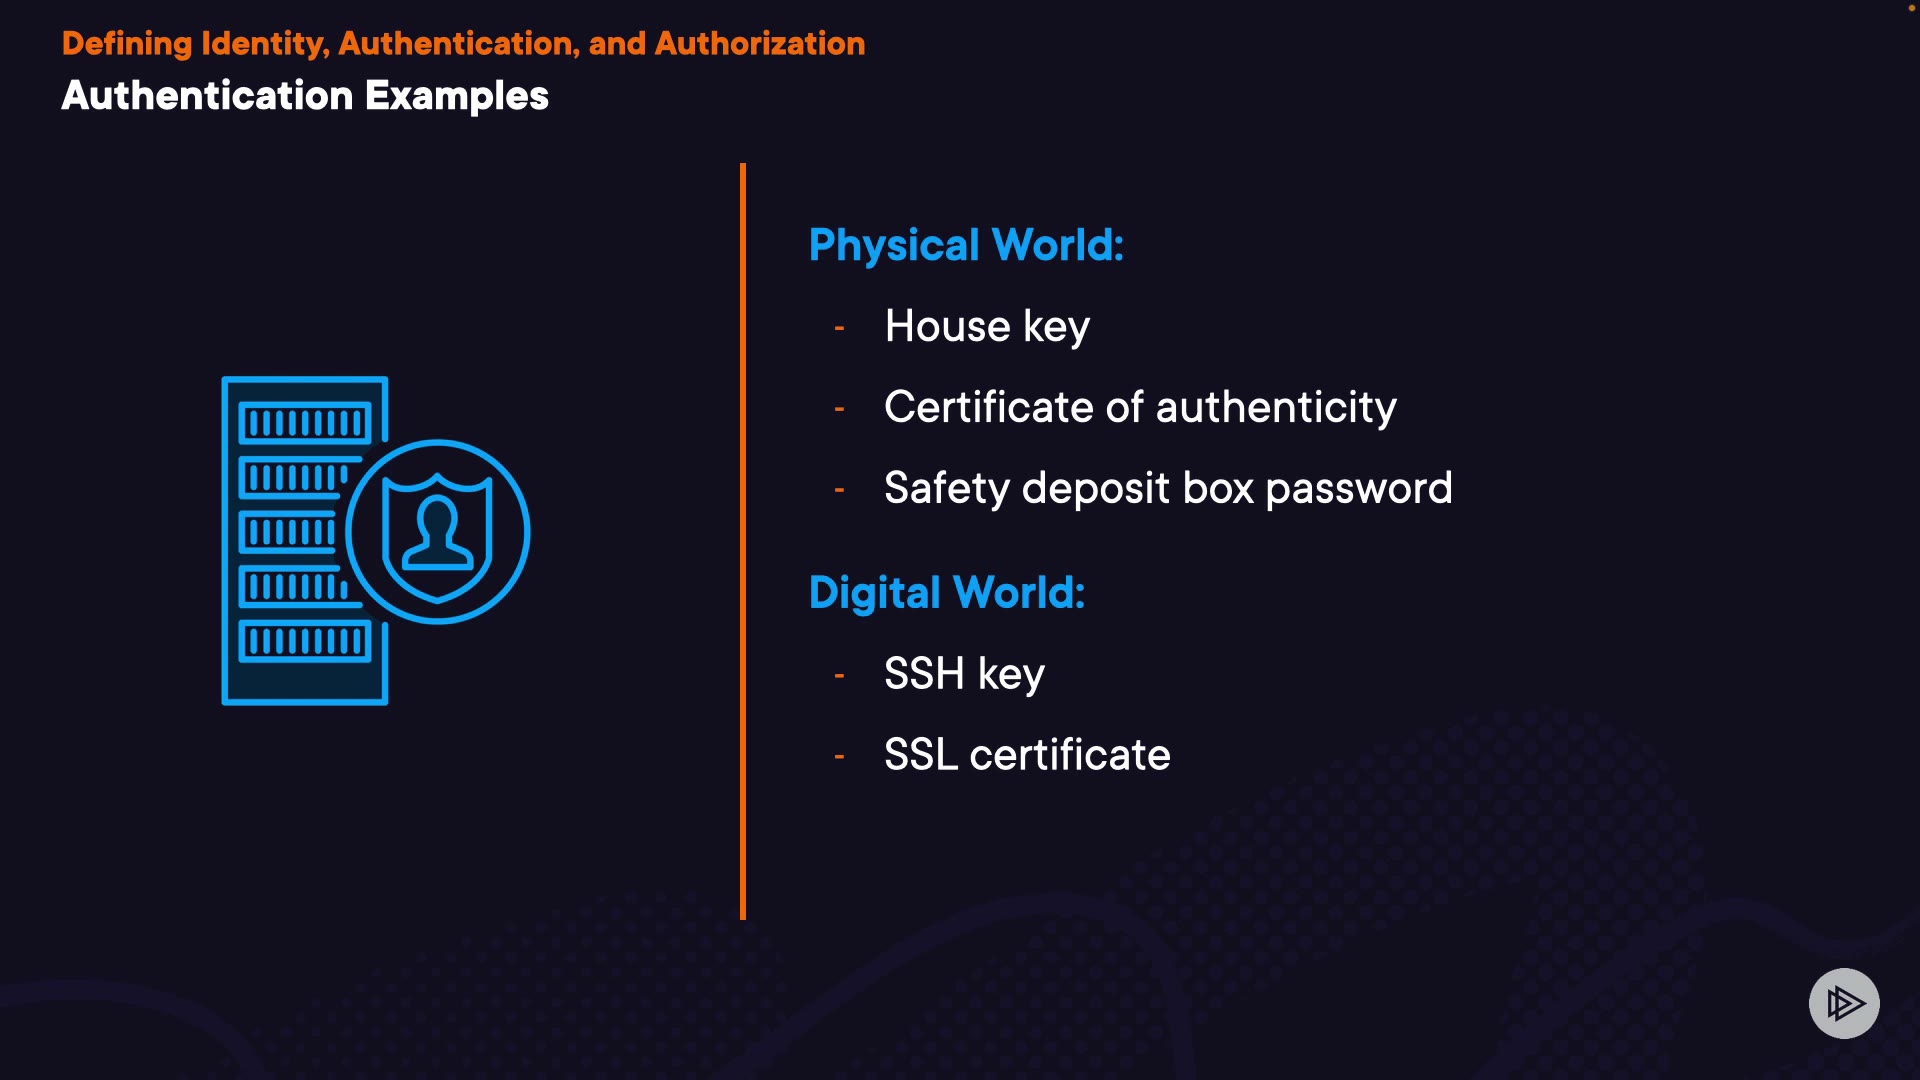 Defining Identity, Authentication, and Authorization
Authentication Examples
Physical World:
- House key
- Certificate of authenticity
- Safety deposit box password
Digital World:
- SSH key
- SSL certificate